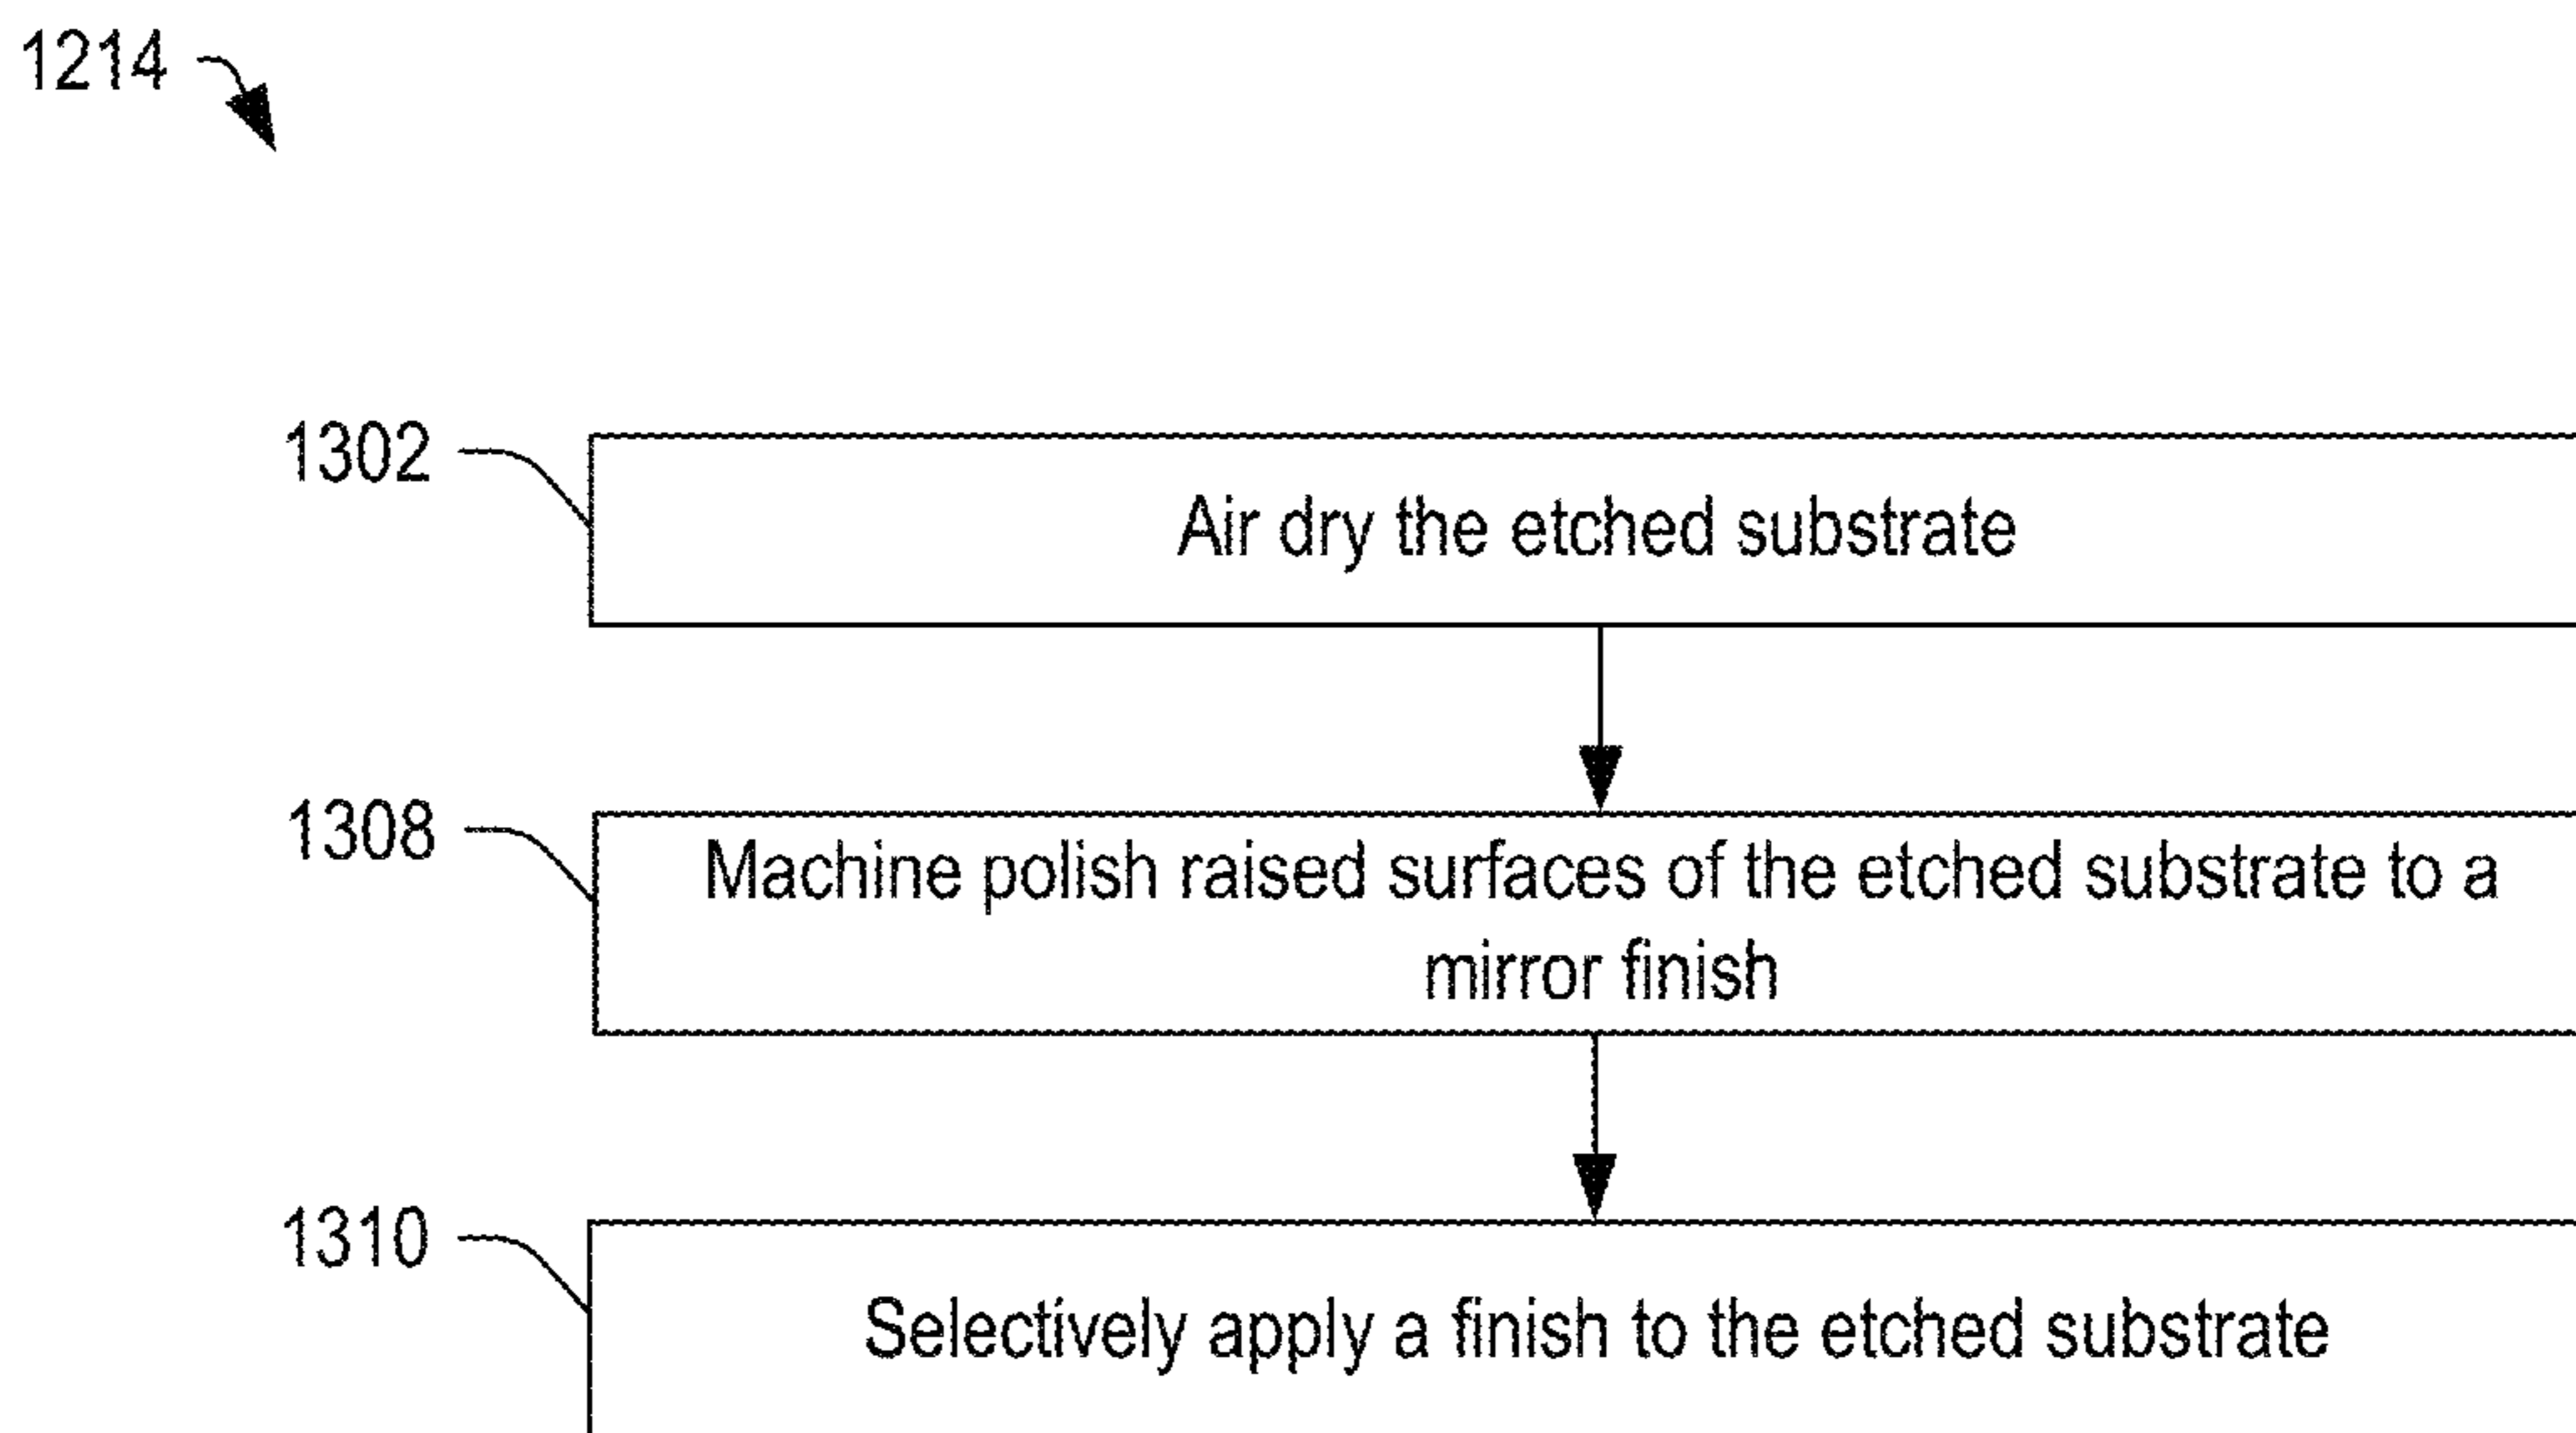 1214
1302
Air dry the etched substrate
1308
Machine polish raised surfaces of the etched substrate to a
mirror finish
1310
Selectively apply a finish to the etched substrate